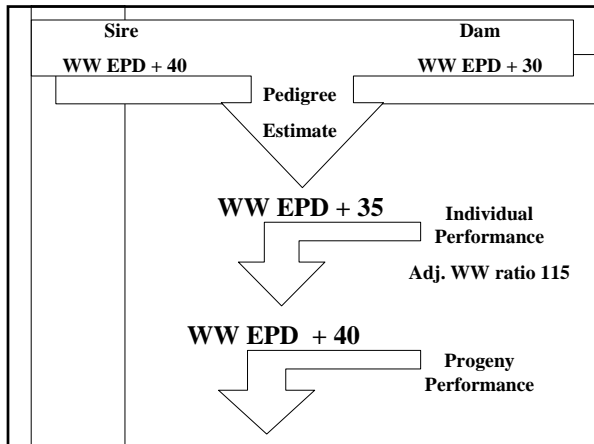 Sire Dam
WW EPD + 40 WW EPD + 30
Pedigree
Estimate
WW EPD + 35
Individual
Performance
Adj. WW ratio 115
WW EPD + 40
Progeny
Performance